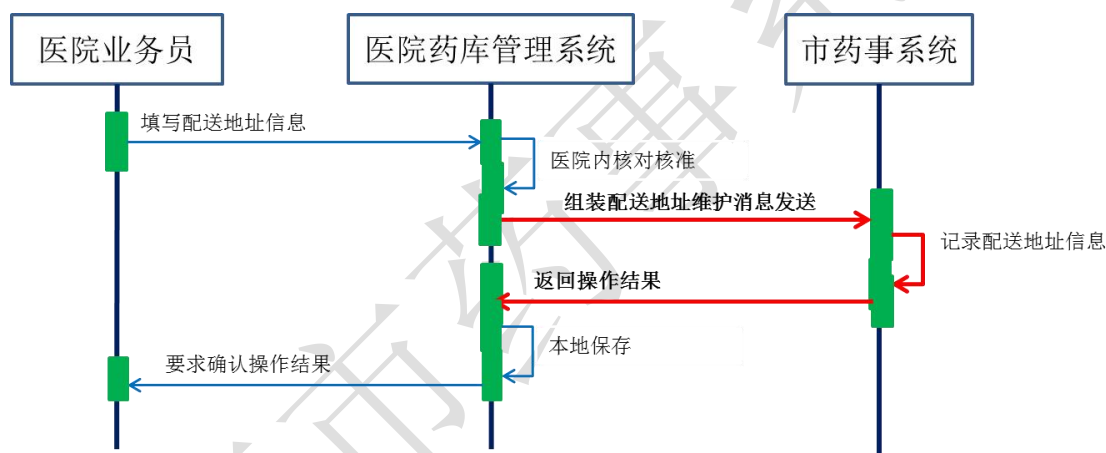 医院业务员
医院药库管理系统
市药事系统
填写配送地址信息
医院内核对核准
组装配送地址维护消息发送
记录配送地址信息
返回操作结果
本地保存
要求确认操作结果
市药事